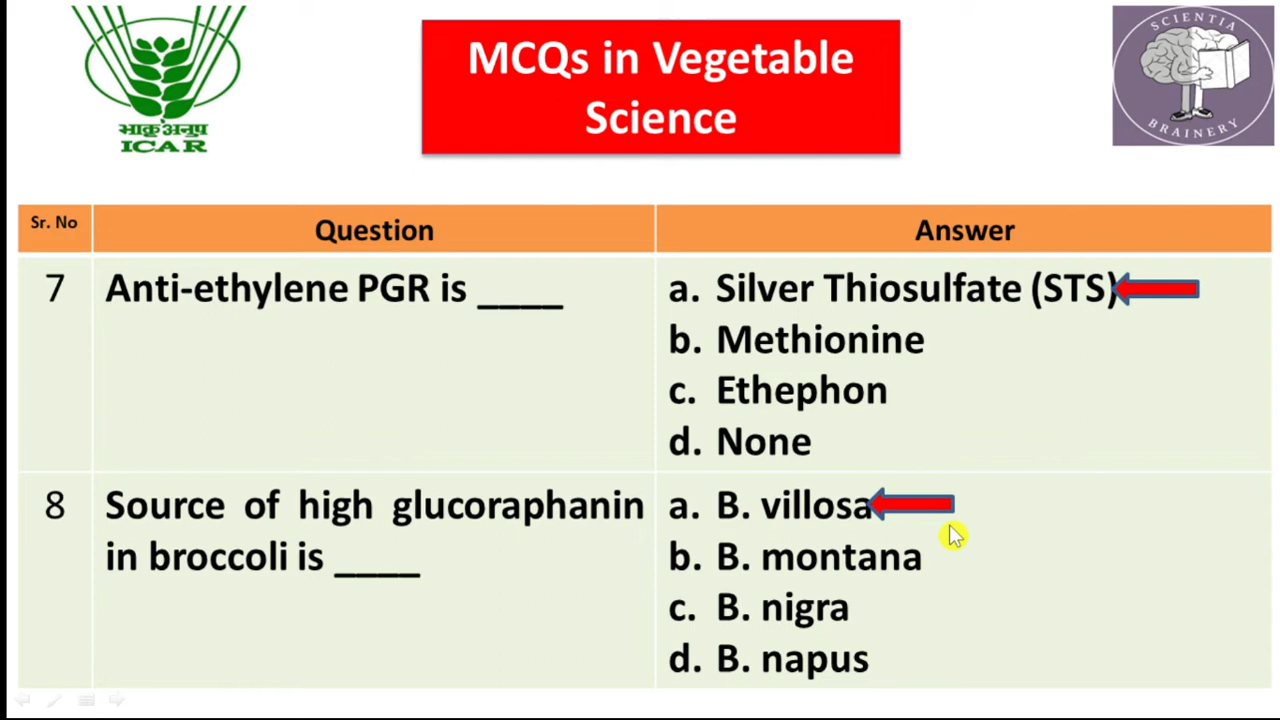 भाकृअनुप
ICAR
MCQs in Vegetable
Science
SCIENTIA
BRAINERY
Sr. No Question Answer
7 Anti-ethylene PGR is ____
a. Silver Thiosulfate (STS)
b. Methionine
c. Ethephon
d. None
8 Source of high glucoraphanin
in broccoli is ____
a. B. villosa
b. B. montana
c. B. nigra
d. B. napus